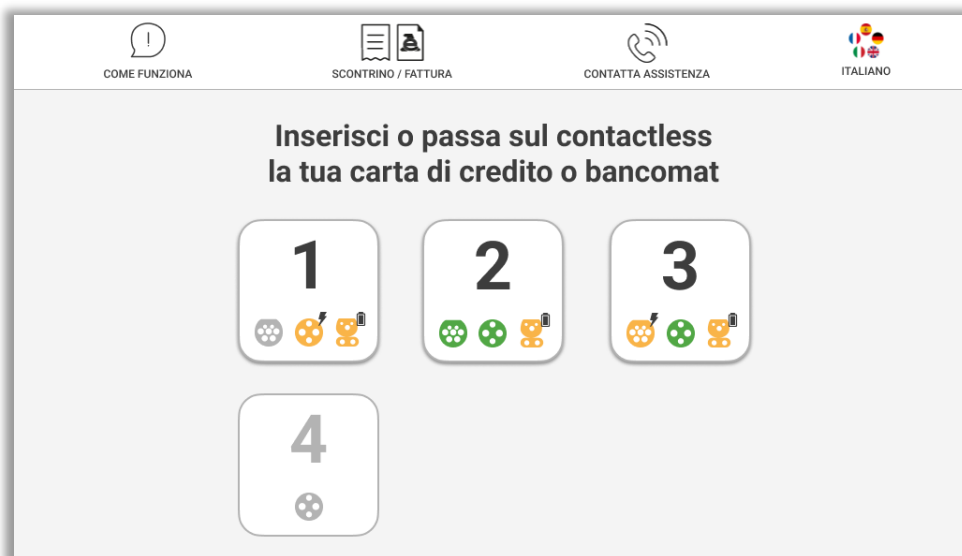 COME FUNZIONA
SCONTRINO / FATTURA
CONTATTA ASSISTENZA
ITALIANO
Inserisci o passa sul contactless
la tua carta di credito o bancomat
1 2 3
4